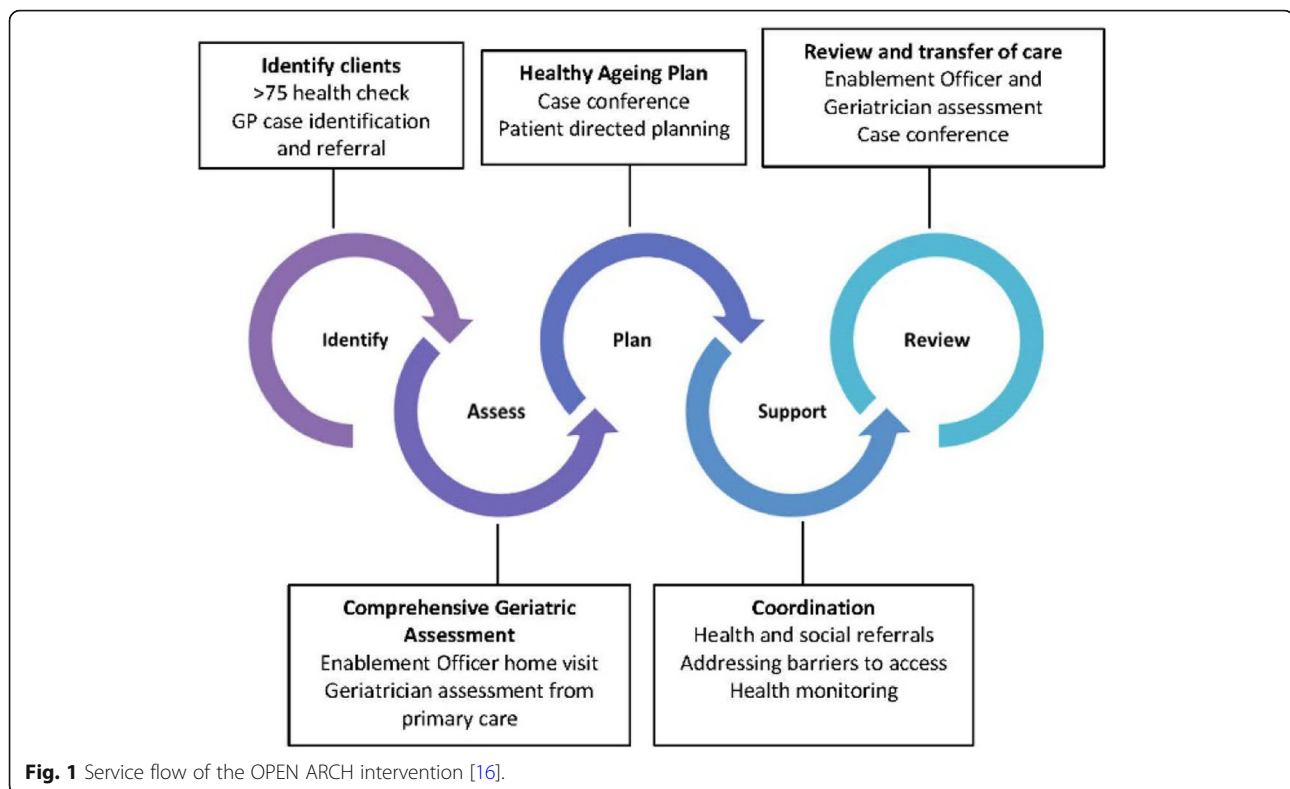 Identify clients
>75 health check
GP case identification
and referral
Healthy Ageing Plan
Case conference
Patient directed planning
Review and transfer of care
Enablement Officer and
Geriatrician assessment
Case conference
Identify
Assess
Plan
Support
Review
Comprehensive Geriatric
Assessment
Enablement Officer home visit
Geriatrician assessment from
primary care
Coordination
Health and social referrals
Addressing barriers to access
Health monitoring
Fig. 1 Service flow of the OPEN ARCH intervention [16].